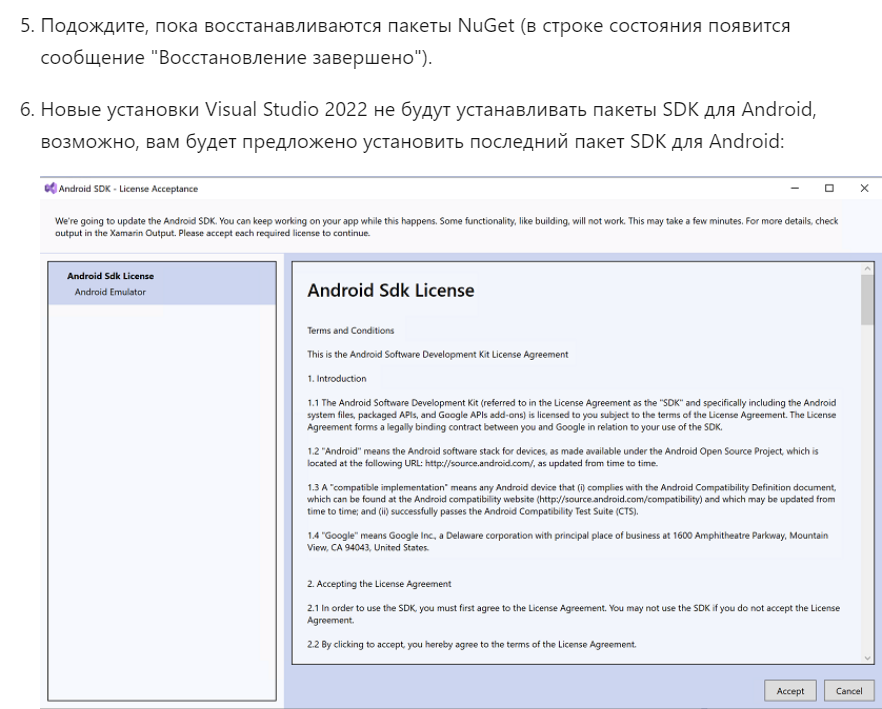 5. Подождите, пока восстанавливаются пакеты NuGet (в строке состояния появится
сообщение "Восстановление завершено").
6. Новые установки Visual Studio 2022 не будут устанавливать пакеты SDK для Android,
возможно, вам будет предложено установить последний пакет SDK для Android:
Android SDK - License Acceptance
We're going to update the Android SDK. You can keep working on your app while this happens. Some functionality, like building, will not work. This may take a few minutes. For more details, check
output in the Xamarin Output. Please accept each required license to continue.
Android Sdk License
Android Emulator
Android Sdk License
Terms and Conditions
This is the Android Software Development Kit License Agreement
1. Introduction
1.1 The Android Software Development Kit (referred to in the License Agreement as the "SDK" and specifically including the Android
system files, packaged APIs, and Google APIs add-ons) is licensed to you subject to the terms of the License Agreement. The License
Agreement forms a legally binding contract between you and Google in relation to your use of the SDK.
1.2 "Android" means the Android software stack for devices, as made available under the Android Open Source Project, which is
located at the following URL: http://source.android.com/, as updated from time to time.
1.3 A "compatible implementation" means any Android device that (i) complies with the Android Compatibility Definition document,
which can be found at the Android compatibility website (http://source.android.com/compatibility) and which may be updated from
time to time; and (ii) successfully passes the Android Compatibility Test Suite (CTS).
1.4 "Google" means Google Inc., a Delaware corporation with principal place of business at 1600 Amphitheatre Parkway, Mountain
View, CA 94043, United States.
2. Accepting the License Agreement
2.1 In order to use the SDK, you must first agree to the License Agreement. You may not use the SDK if you do not accept the License
Agreement.
2.2 By clicking to accept, you hereby agree to the terms of the License Agreement.
Accept
Cancel